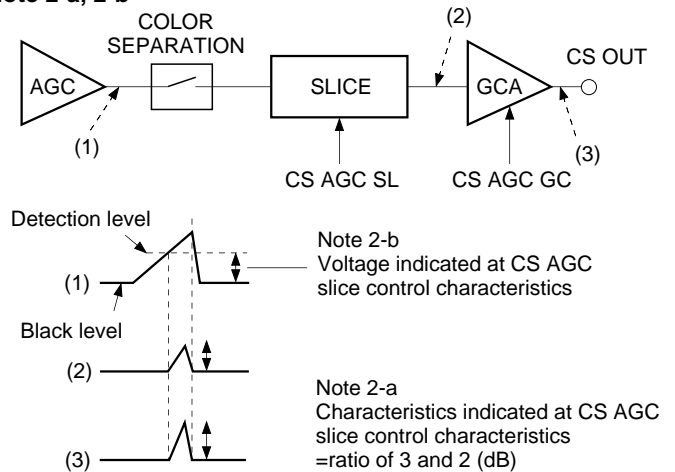 Note 2-a, 2-b
COLOR
SEPARATION
(2)
CS OUT
AGC
SLICE
GCA
(1)
(3)
CS AGC SL
CS AGC GC
Detection level
Note 2-b
Voltage indicated at CS AGC
slice control characteristics
(1)
Black level
(2)
Note 2-a
Characteristics indicated at CS AGC
slice control characteristics
=ratio of 3 and 2 (dB)
(3)